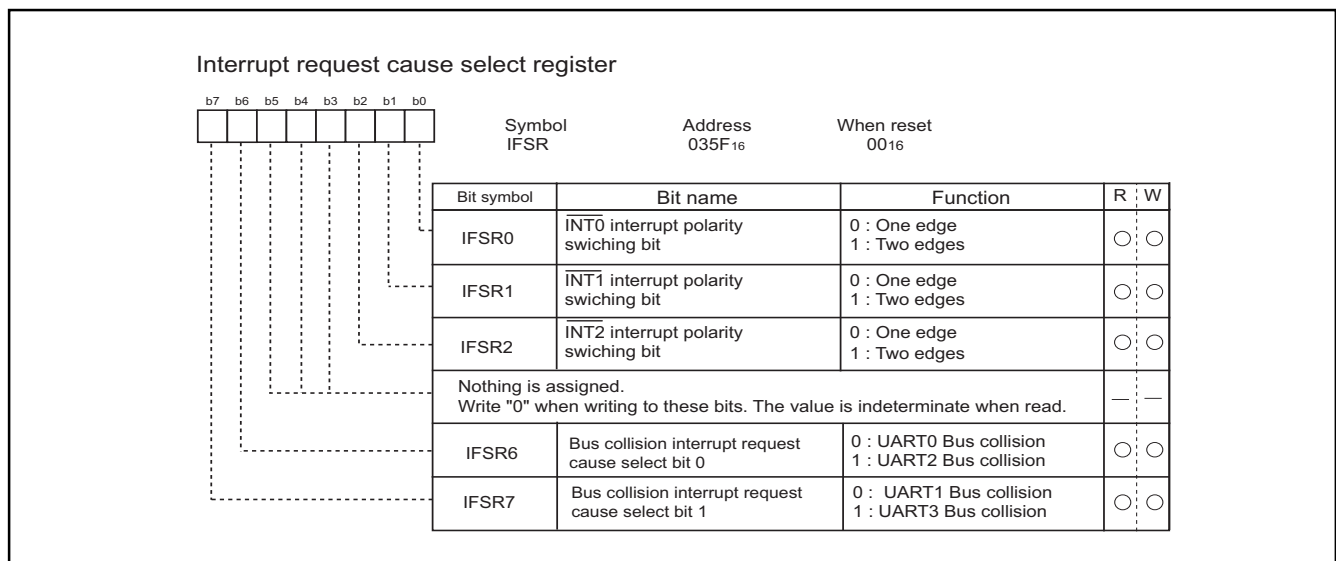 Interrupt request cause select register
b7 b6 b5 b4 b3 b2 b1 b0
Symbol Address When reset
IFSR 035F16 0016
Bit symbol Bit name Function R W
IFSR0 INT0 interrupt polarity swiching bit 0 : One edge
1 : Two edges
IFSR1 INT1 interrupt polarity swiching bit 0 : One edge
1 : Two edges
IFSR2 INT2 interrupt polarity swiching bit 0 : One edge
1 : Two edges
Nothing is assigned.
Write "0" when writing to these bits. The value is indeterminate when read. — —
IFSR6 Bus collision interrupt request cause select bit 0 0 : UART0 Bus collision
1 : UART2 Bus collision
IFSR7 Bus collision interrupt request cause select bit 1 0 : UART1 Bus collision
1 : UART3 Bus collision